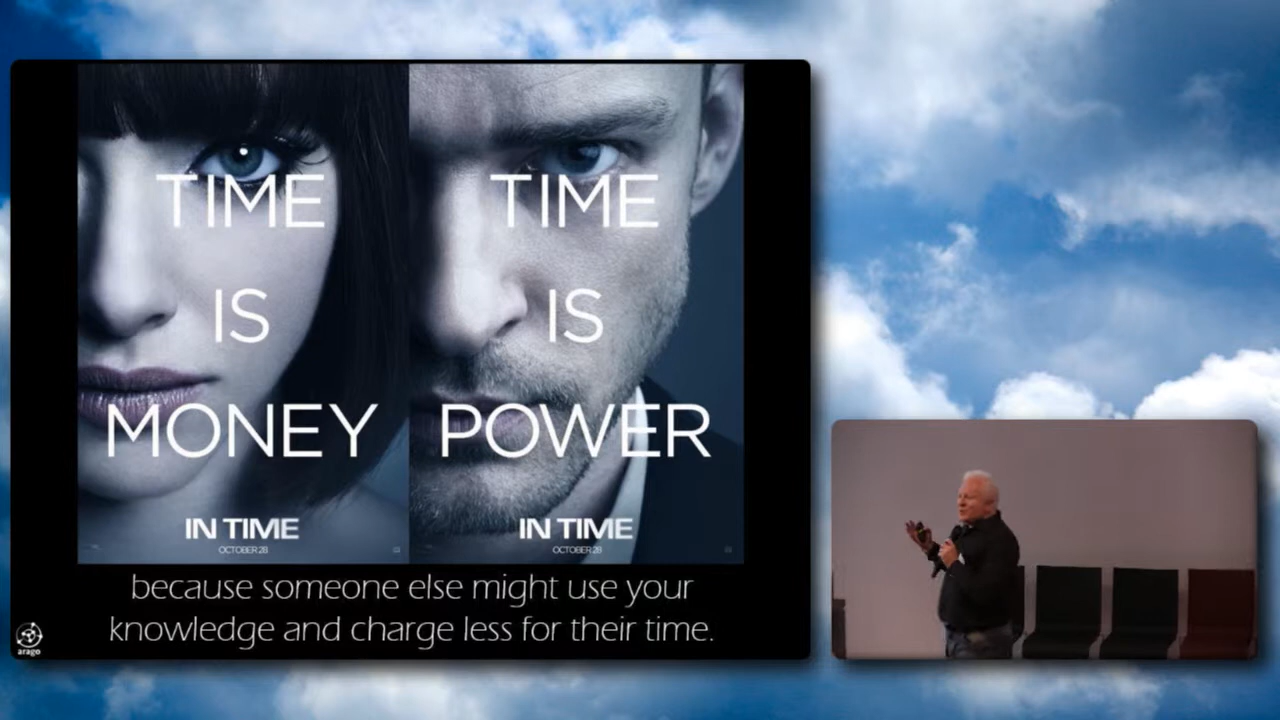 TIME
IS
MONEY
IN TIME
OCTOBER 28
TIME
IS
POWER
IN TIME
OCTOBER 28
because someone else might use your
knowledge and charge less for their time.
arago